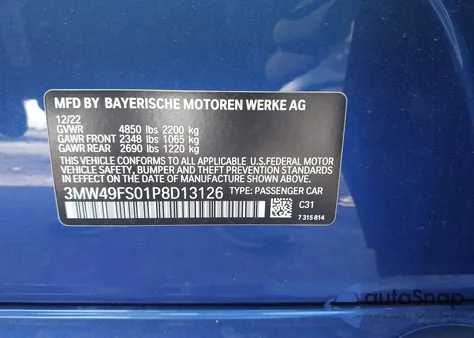 MFD BY BAYERISCHE MOTOREN WERKE AG
12/22
GVWR 4850 lbs 2200 kg
GAWR FRONT 2348 lbs 1065 kg
GAWR REAR 2690 lbs 1220 kg
THIS VEHICLE CONFORMS TO ALL APPLICABLE U.S.FEDERAL MOTOR
VEHICLE SAFETY, BUMPER, AND THEFT PREVENTION STANDARDS
IN EFFECT ON THE DATE OF MANUFACTURE SHOWN ABOVE.
3MW49FS01P8D13126 TYPE: PASSENGER CAR
C31
7 315 814
autoSnap